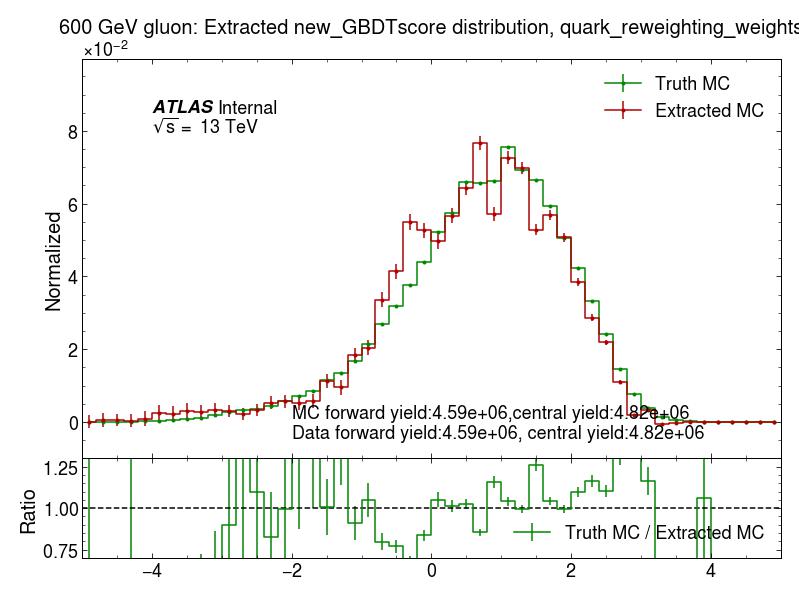 600 GeV gluon: Extracted new_GBDTscore distribution, quark_reweighting_weights
×10⁻²
ATLAS Internal
√s = 13 TeV
Truth MC
Extracted MC
8
6
4
2
0
Normalized
MC forward yield:4.59e+06,central yield:4.82e+06
Data forward yield:4.59e+06, central yield:4.82e+06
1.25
1.00
0.75
Ratio
Truth MC / Extracted MC
−4
−2
0
2
4